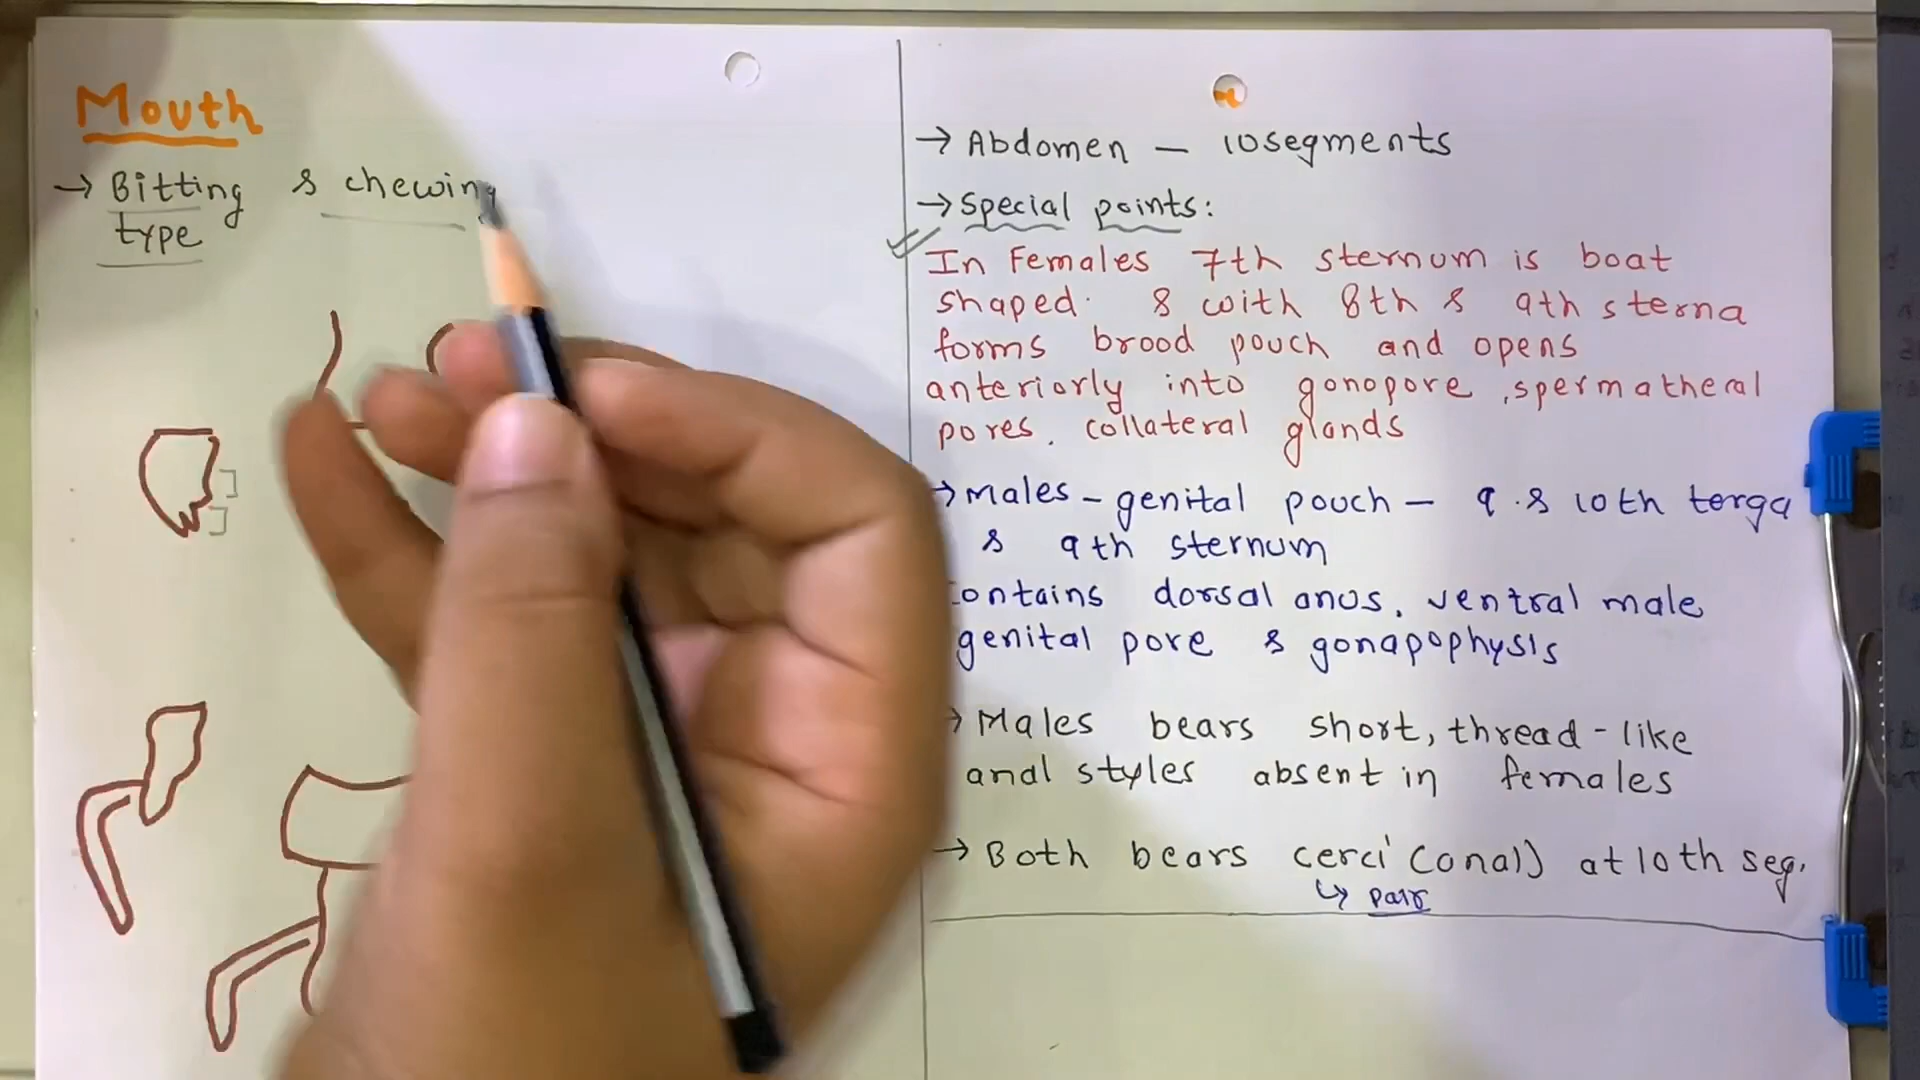 Mouth
→ Bitting & chewing
type
→ Abdomen – 10segments
→ Special points:
In Females 7th sternum is boat
shaped. & with 8th & 9th sterna
forms brood pouch and opens
anteriorly into gonopore, spermatheral
pores. collateral glands
→ Males – genital pouch – 9.& 10th terga
& 9th sternum
contains dorsal anus, ventral male
genital pore & gonapophysis
→ Males bears short, thread-like
anal styles absent in females
→ Both bears cerci (anal) at 10th seg.
↳ pair